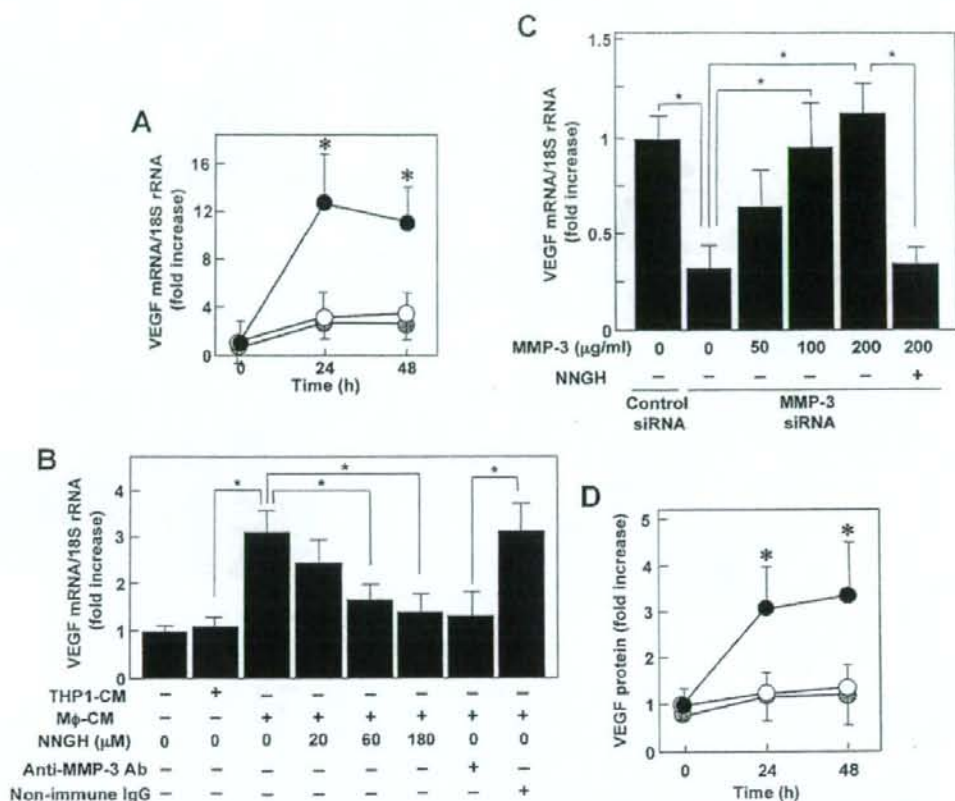 A
VEGF mRNA/18S rRNA
(fold increase)
16
12
8
4
0
* *
0 24 48
Time (h)
B
VEGF mRNA/18S rRNA
(fold increase)
4
3
2
1
0
* * * *
THP1-CM – + – – – – – –
Mφ-CM – – + + + + + +
NNGH (μM) 0 0 0 20 60 180 0 0
Anti-MMP-3 Ab – – – – – – + –
Non-immune IgG – – – – – – – +
C
VEGF mRNA/18S rRNA
(fold increase)
1.5
1
0.5
0
* * * *
MMP-3 (μg/ml) 0 0 50 100 200 200
NNGH – – – – – +
Control
siRNA
MMP-3
siRNA
D
VEGF protein (fold increase)
5
4
3
2
1
0
* *
0 24 48
Time (h)